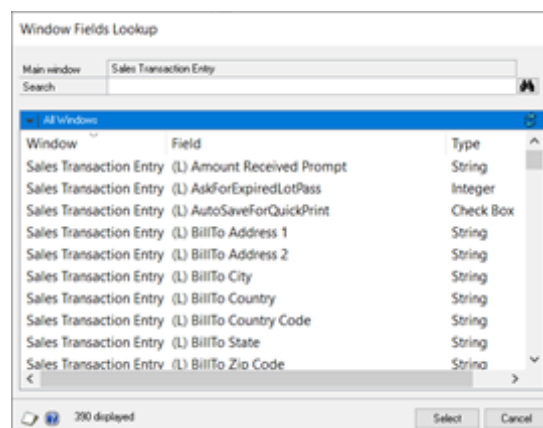 Window Fields Lookup
Main window Sales Transaction Entry
Search
All Windows
Window Field Type
Sales Transaction Entry (L) Amount Received Prompt String
Sales Transaction Entry (L) AskForExpiredLotPass Integer
Sales Transaction Entry (L) AutoSaveForQuickPrint Check Box
Sales Transaction Entry (L) BillTo Address 1 String
Sales Transaction Entry (L) BillTo Address 2 String
Sales Transaction Entry (L) BillTo City String
Sales Transaction Entry (L) BillTo Country String
Sales Transaction Entry (L) BillTo Country Code String
Sales Transaction Entry (L) BillTo State String
Sales Transaction Entry (L) BillTo Zip Code String
390 displayed Select Cancel